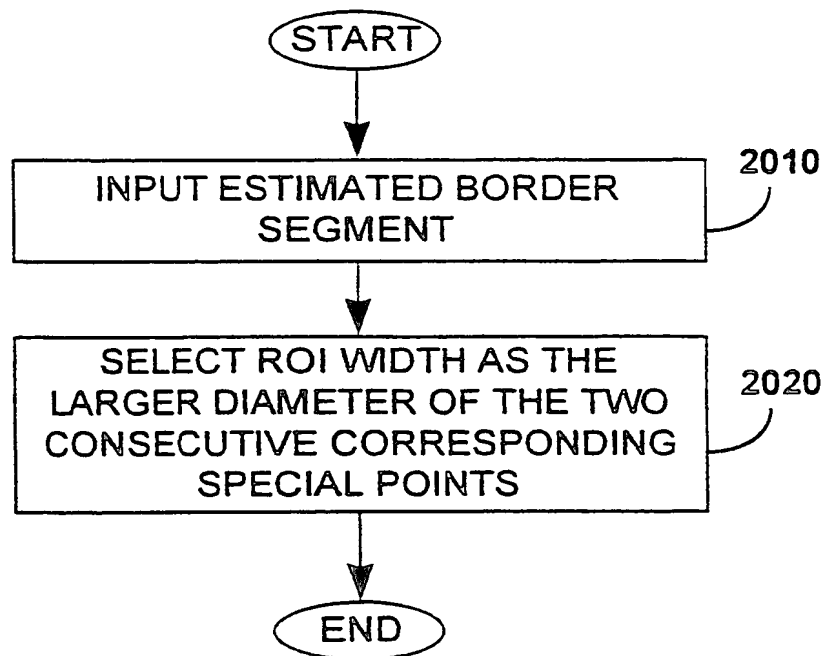 START
INPUT ESTIMATED BORDER
SEGMENT
2010
SELECT ROI WIDTH AS THE
LARGER DIAMETER OF THE TWO
CONSECUTIVE CORRESPONDING
SPECIAL POINTS
2020
END